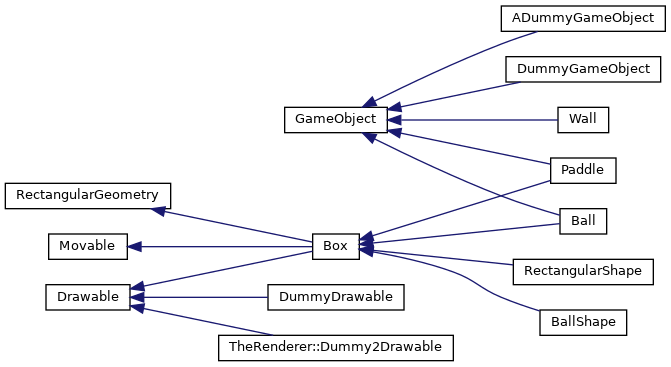 ADummyGameObject
DummyGameObject
GameObject
Wall
Paddle
RectangularGeometry
Ball
Movable
Box
RectangularShape
Drawable
DummyDrawable
BallShape
TheRenderer::Dummy2Drawable